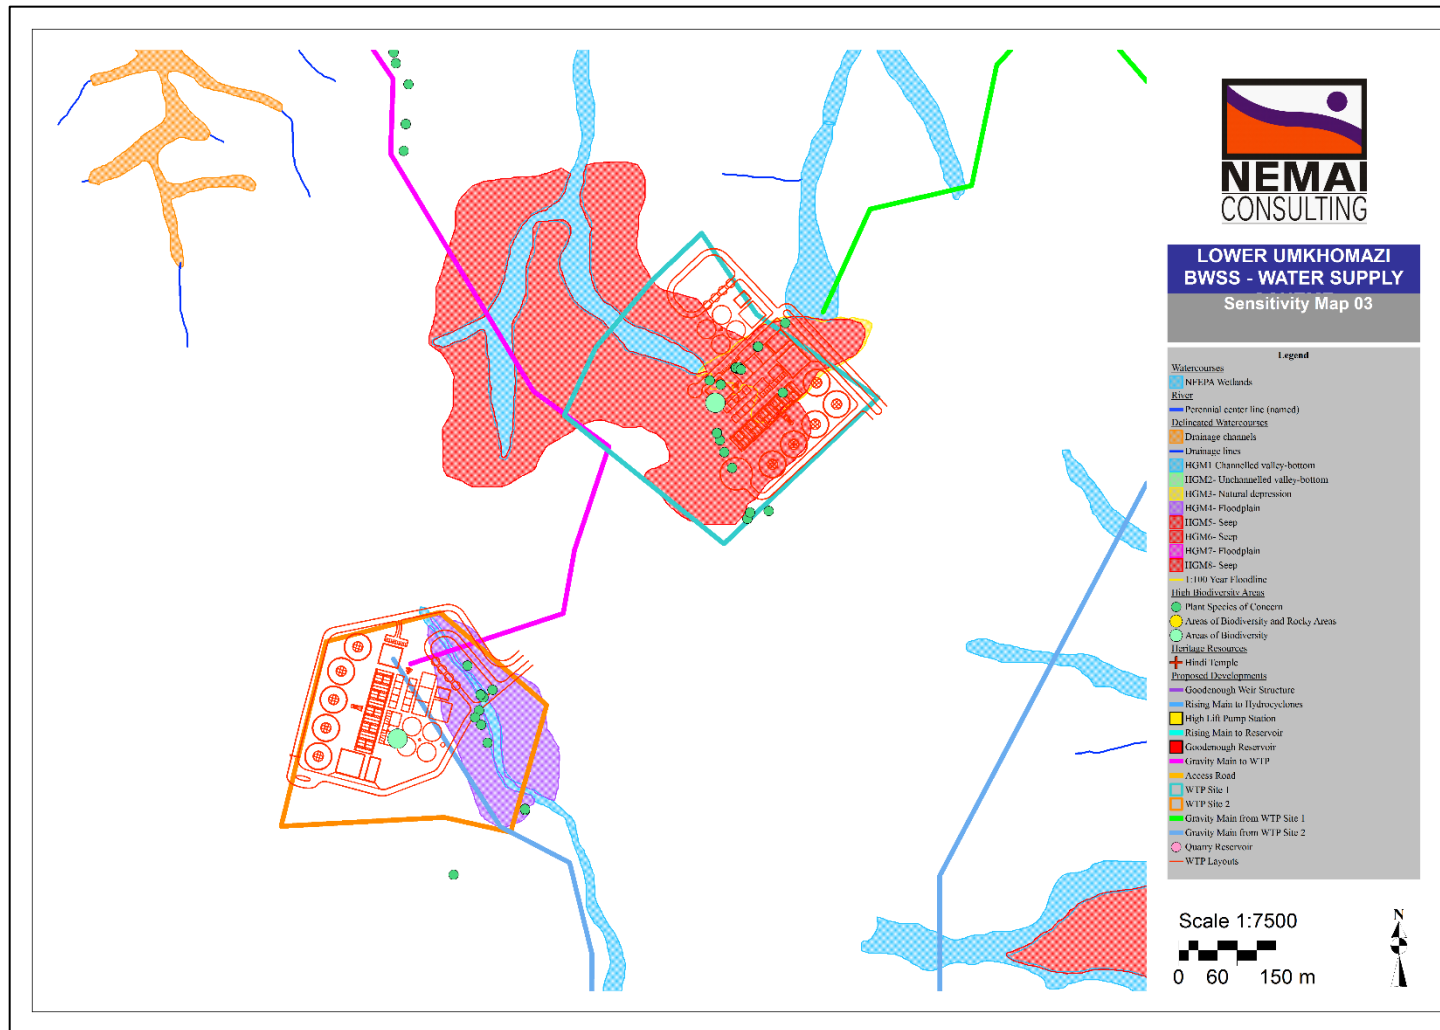 NEMAI
CONSULTING
LOWER UMKHOMAZI
BWSS - WATER SUPPLY
Sensitivity Map 03
Legend
Watercourses
NFEPA Wetlands
River
Perennial center line (named)
Delineated Watercourses
Drainage channels
Drainage lines
HGM1 Channelled valley-bottom
HGM2- Unchannelled valley-bottom
HGM3- Natural depression
HGM4- Floodplain
HGM5- Seep
HGM6- Seep
HGM7- Floodplain
HGM8- Seep
1:100 Year Floodline
High Biodiversity Areas
Plant Species of Concern
Areas of Biodiversity and Rocky Areas
Areas of Biodiversity
Heritage Resources
Hindi Temple
Proposed Developments
Goodenough Weir Structure
Rising Main to Hydrocyclones
High Lift Pump Station
Rising Main to Reservoir
Goodenough Reservoir
Gravity Main to WTP
Access Road
WTP Site 1
WTP Site 2
Gravity Main from WTP Site 1
Gravity Main from WTP Site 2
Quarry Reservoir
WTP Layouts
Scale 1:7500
N
0 60 150 m